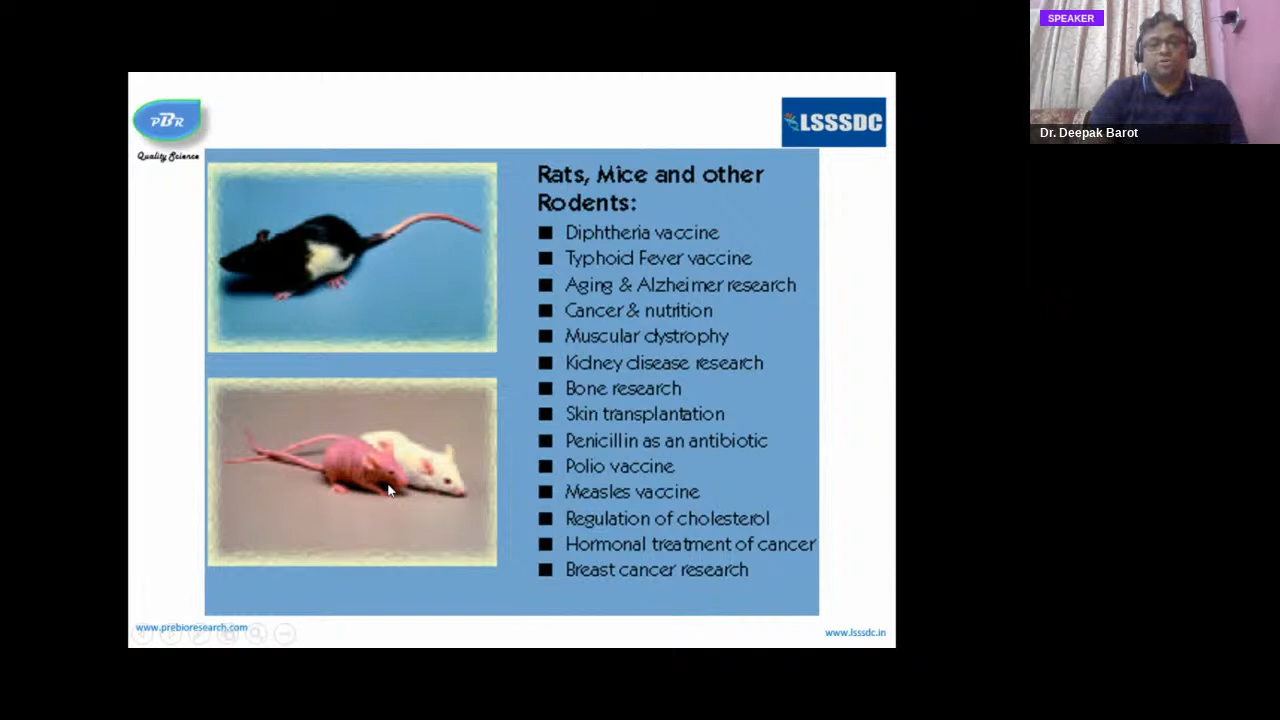 SPEAKER
Dr. Deepak Barot
PBR
Quality Science
LSSSDC
Rats, Mice and other
Rodents:
Diphtheria vaccine
Typhoid Fever vaccine
Aging & Alzheimer research
Cancer & nutrition
Muscular dystrophy
Kidney disease research
Bone research
Skin transplantation
Penicillin as an antibiotic
Polio vaccine
Measles vaccine
Regulation of cholesterol
Hormonal treatment of cancer
Breast cancer research
www.prebioresearch.com
www.lsssdc.in